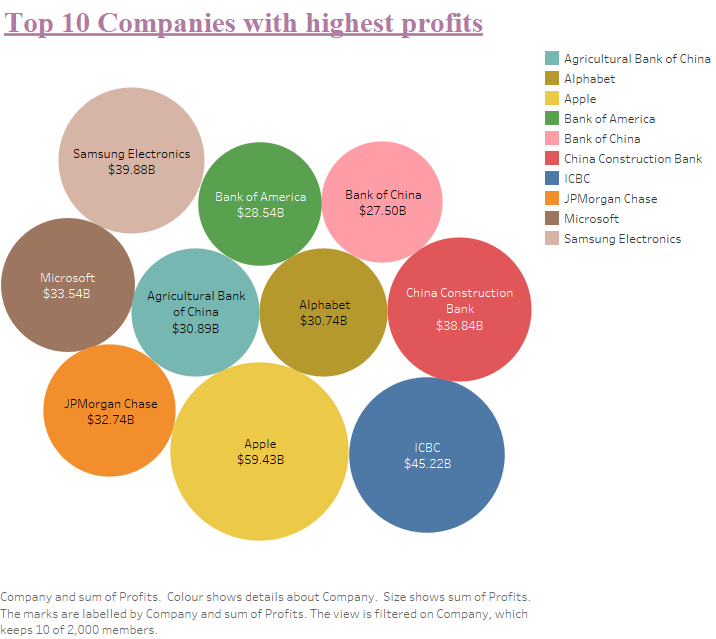 Top 10 Companies with highest profits
Agricultural Bank of China
Alphabet
Apple
Bank of America
Bank of China
China Construction Bank
ICBC
JPMorgan Chase
Microsoft
Samsung Electronics
Samsung Electronics
$39.88B
Bank of America
$28.54B
Bank of China
$27.50B
Microsoft
$33.54B
Agricultural Bank
of China
$30.89B
Alphabet
$30.74B
China Construction
Bank
$38.84B
JPMorgan Chase
$32.74B
Apple
$59.43B
ICBC
$45.22B
Company and sum of Profits.  Colour shows details about Company.  Size shows sum of Profits.
The marks are labelled by Company and sum of Profits. The view is filtered on Company, which
keeps 10 of 2,000 members.